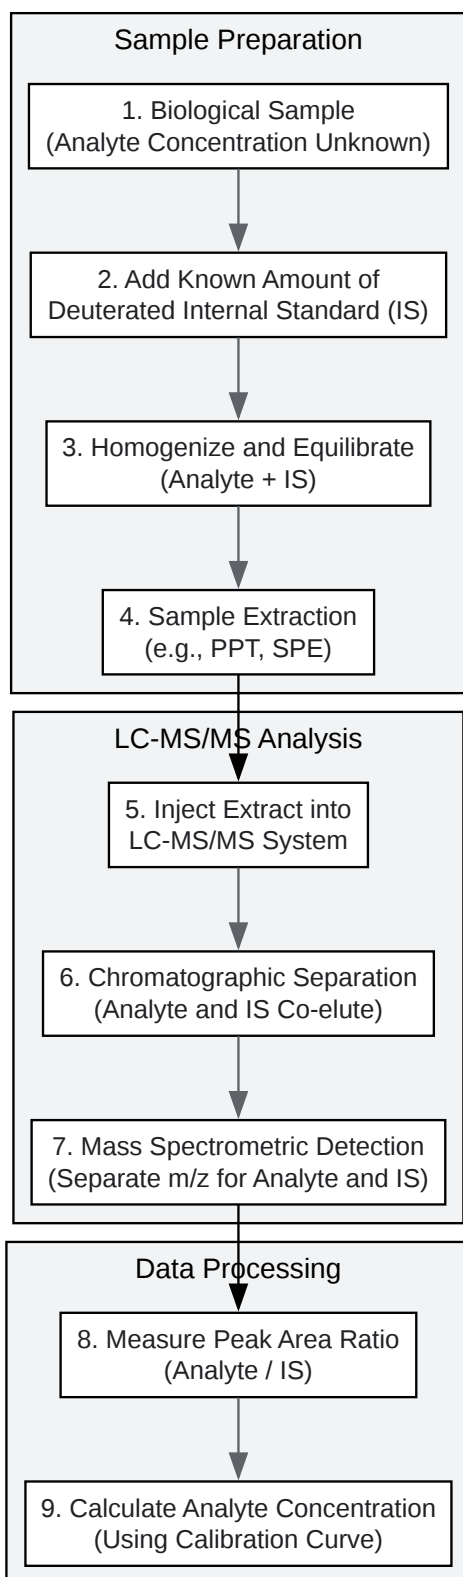 Sample Preparation
1. Biological Sample
(Analyte Concentration Unknown)
2. Add Known Amount of
Deuterated Internal Standard (IS)
3. Homogenize and Equilibrate
(Analyte + IS)
4. Sample Extraction
(e.g., PPT, SPE)
LC-MS/MS Analysis
5. Inject Extract into
LC-MS/MS System
6. Chromatographic Separation
(Analyte and IS Co-elute)
7. Mass Spectrometric Detection
(Separate m/z for Analyte and IS)
Data Processing
8. Measure Peak Area Ratio
(Analyte / IS)
9. Calculate Analyte Concentration
(Using Calibration Curve)